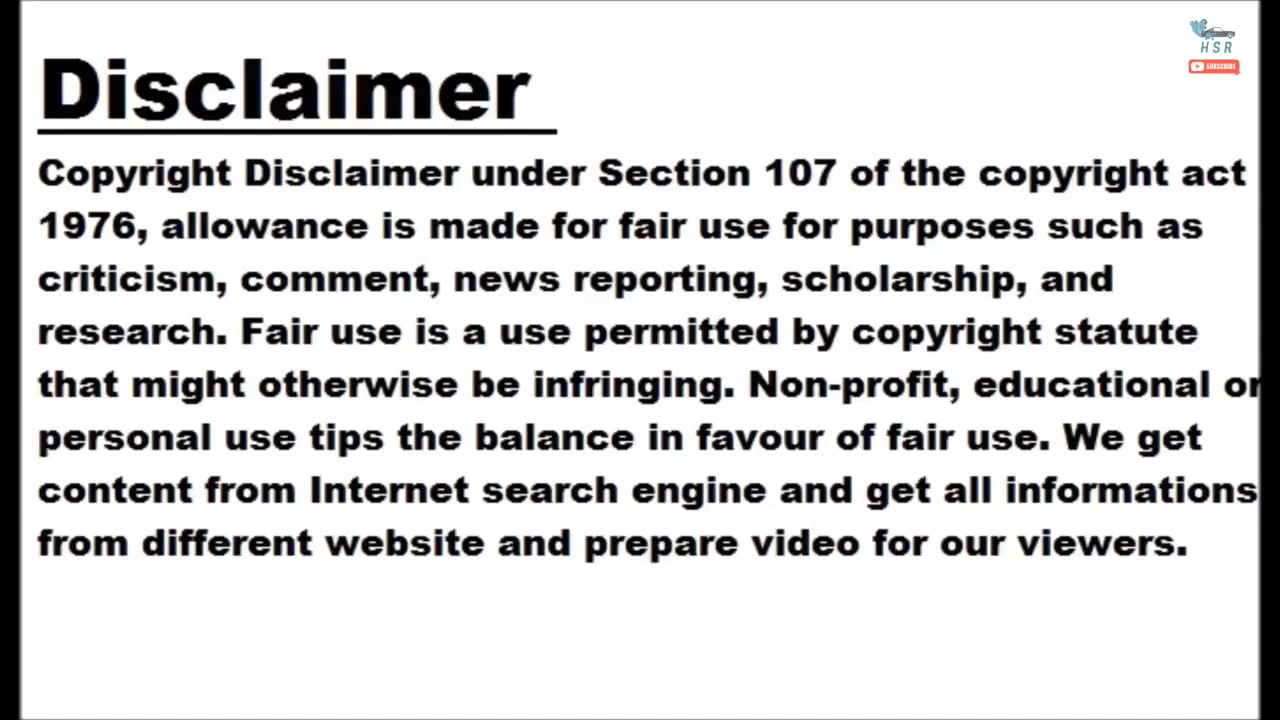 HSR
SUBSCRIBE
Disclaimer
Copyright Disclaimer under Section 107 of the copyright act
1976, allowance is made for fair use for purposes such as
criticism, comment, news reporting, scholarship, and
research. Fair use is a use permitted by copyright statute
that might otherwise be infringing. Non-profit, educational or
personal use tips the balance in favour of fair use. We get
content from Internet search engine and get all informations
from different website and prepare video for our viewers.